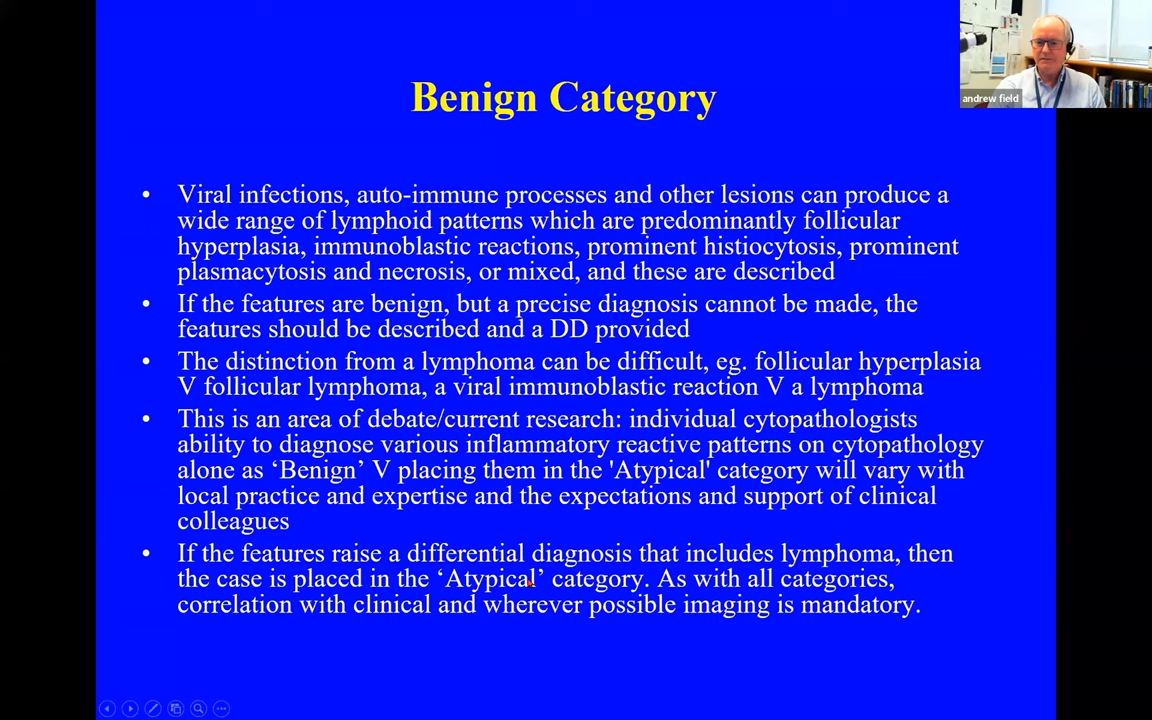 Benign Category
andrew field
• Viral infections, auto-immune processes and other lesions can produce a
wide range of lymphoid patterns which are predominantly follicular
hyperplasia, immunoblastic reactions, prominent histiocytosis, prominent
plasmacytosis and necrosis, or mixed, and these are described
• If the features are benign, but a precise diagnosis cannot be made, the
features should be described and a DD provided
• The distinction from a lymphoma can be difficult, eg. follicular hyperplasia
V follicular lymphoma, a viral immunoblastic reaction V a lymphoma
• This is an area of debate/current research: individual cytopathologists
ability to diagnose various inflammatory reactive patterns on cytopathology
alone as ‘Benign’ V placing them in the 'Atypical' category will vary with
local practice and expertise and the expectations and support of clinical
colleagues
• If the features raise a differential diagnosis that includes lymphoma, then
the case is placed in the ‘Atypical’ category. As with all categories,
correlation with clinical and wherever possible imaging is mandatory.